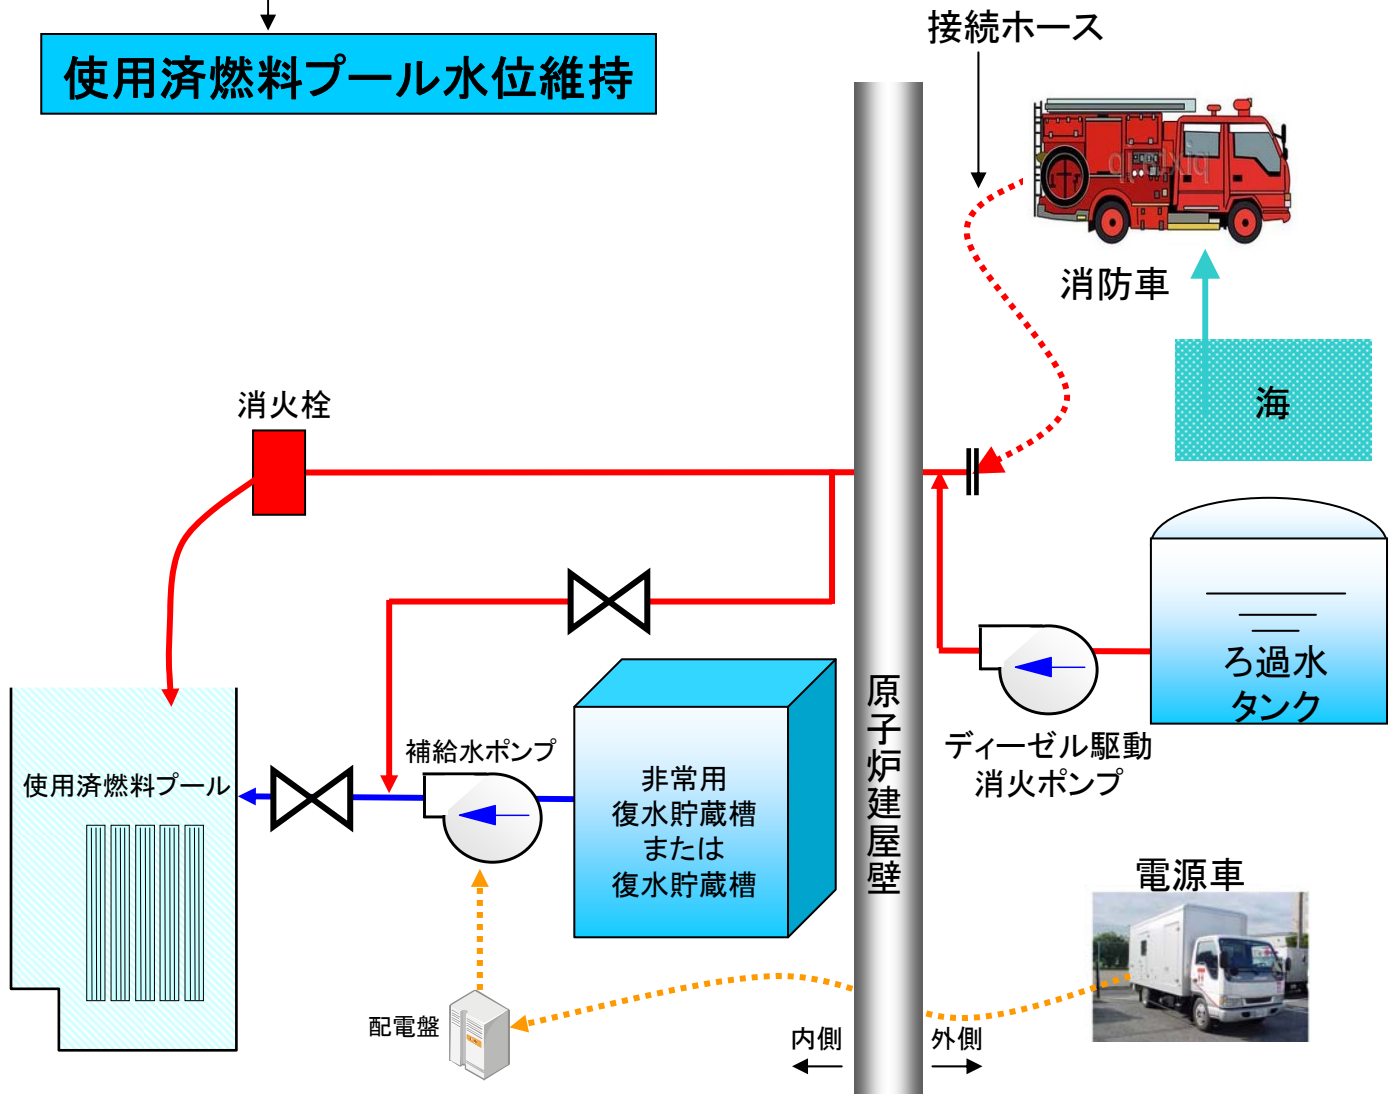 使用済燃料プール水位維持
接続ホース
消防車
海
消火栓
ろ過水
タンク
ディーゼル駆動
消火ポンプ
原子炉建屋壁
補給水ポンプ
使用済燃料プール
非常用
復水貯蔵槽
または
復水貯蔵槽
電源車
配電盤
内側
外側